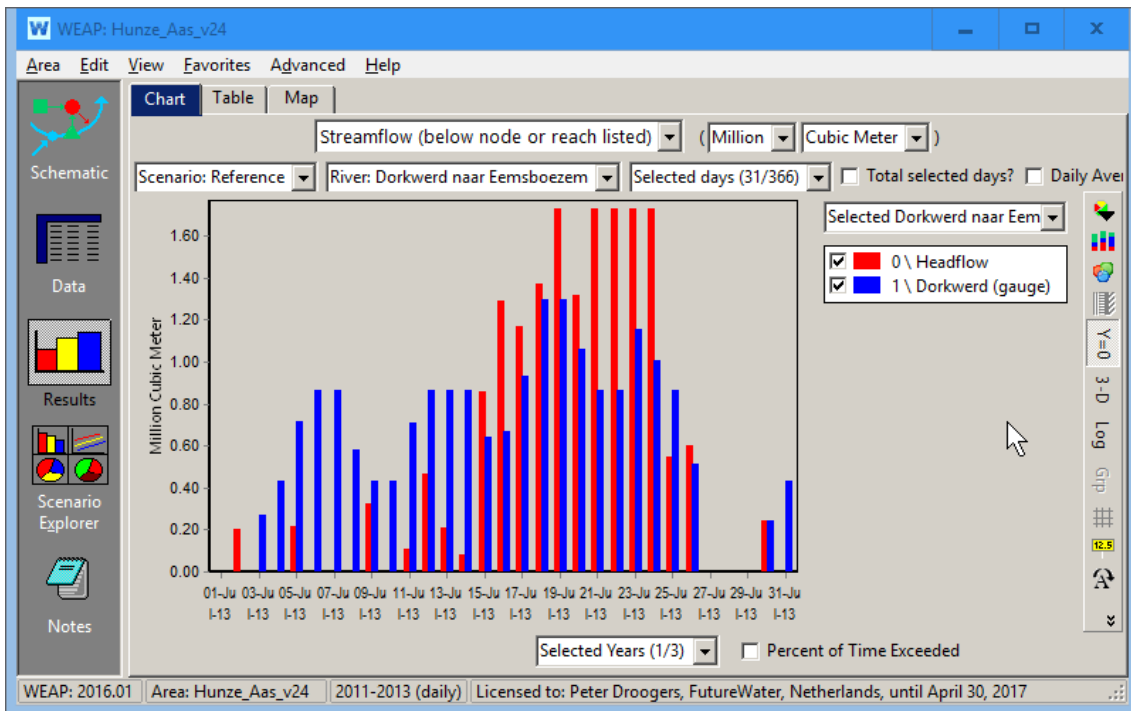 WEAP: Hunze_Aas_v24
Area Edit View Favorites Advanced Help
Chart Table Map
Streamflow (below node or reach listed) ( Million Cubic Meter )
Scenario: Reference River: Dorkwerd naar Eemsboezem Selected days (31/366) Total selected days? Daily Aver
Selected Dorkwerd naar Eem
0 \ Headflow
1 \ Dorkwerd (gauge)
Schematic
Data
Results
Scenario
Explorer
Notes
Million Cubic Meter
1.60
1.40
1.20
1.00
0.80
0.60
0.40
0.20
0.00
01-Ju 03-Ju 05-Ju 07-Ju 09-Ju 11-Ju 13-Ju 15-Ju 17-Ju 19-Ju 21-Ju 23-Ju 25-Ju 27-Ju 29-Ju 31-Ju
l-13 l-13 l-13 l-13 l-13 l-13 l-13 l-13 l-13 l-13 l-13 l-13 l-13 l-13 l-13 l-13
Y=0
3-D
Log
Grp
12.5
A
Selected Years (1/3) Percent of Time Exceeded
WEAP: 2016.01 Area: Hunze_Aas_v24 2011-2013 (daily) Licensed to: Peter Droogers, FutureWater, Netherlands, until April 30, 2017